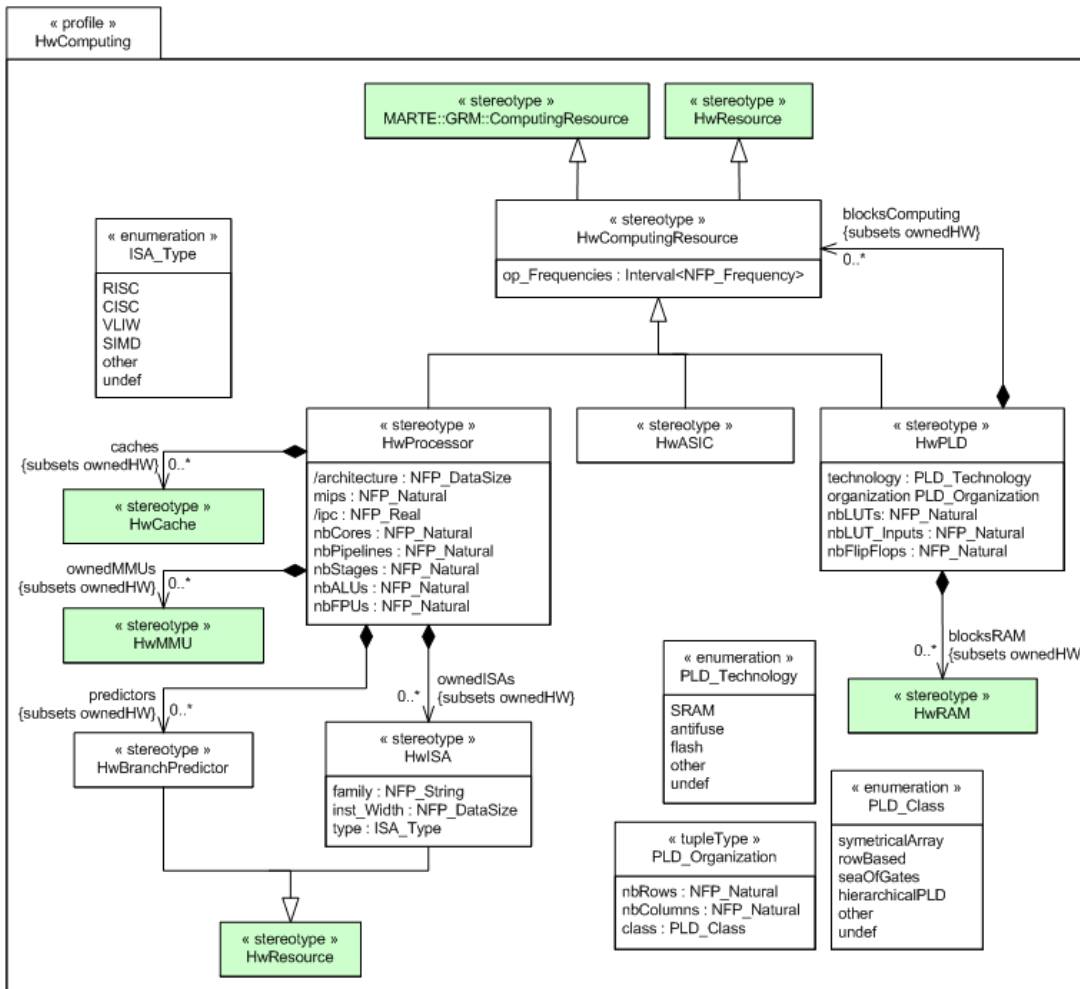 « profile »
HwComputing
« stereotype »
MARTE::GRM::ComputingResource
« stereotype »
HwResource
« enumeration »
ISA_Type
RISC
CISC
VLIW
SIMD
other
undef
« stereotype »
HwComputingResource
op_Frequencies : Interval<NFP_Frequency>
blocksComputing
{subsets ownedHW}
0..*
« stereotype »
HwProcessor
/architecture : NFP_DataSize
mips : NFP_Natural
/ipc : NFP_Real
nbCores : NFP_Natural
nbPipelines : NFP_Natural
nbStages : NFP_Natural
nbALUs : NFP_Natural
nbFPUs : NFP_Natural
« stereotype »
HwASIC
« stereotype »
HwPLD
technology : PLD_Technology
organization PLD_Organization
nbLUTs: NFP_Natural
nbLUT_Inputs : NFP_Natural
nbFlipFlops : NFP_Natural
caches
{subsets ownedHW}
0..*
« stereotype »
HwCache
ownedMMUs
{subsets ownedHW}
0..*
« stereotype »
HwMMU
predictors
{subsets ownedHW}
0..*
« stereotype »
HwBranchPredictor
ownedISAs
0..*
{subsets ownedHW}
« stereotype »
HwISA
family : NFP_String
inst_Width : NFP_DataSize
type : ISA_Type
« stereotype »
HwResource
blocksRAM
0..*
{subsets ownedHW
« stereotype »
HwRAM
« enumeration »
PLD_Technology
SRAM
antifuse
flash
other
undef
« enumeration »
PLD_Class
symetricalArray
rowBased
seaOfGates
hierarchicalPLD
other
undef
« tupleType »
PLD_Organization
nbRows : NFP_Natural
nbColumns : NFP_Natural
class : PLD_Class